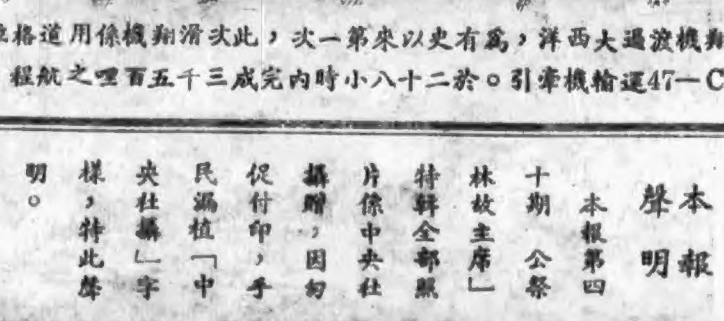 翔機渡過大西洋，為有史以來第一次，此次滑翔機係用道格
C—47運輸機牽引。於二十八小時內完成三千五百哩之航程
本報
聲明
本報第四
十期　公祭
林故主席」
特輯全部照
片係中央社
攝贈，因匆
促付印，手
民漏植「中
央社攝」字
樣，特此聲
明。